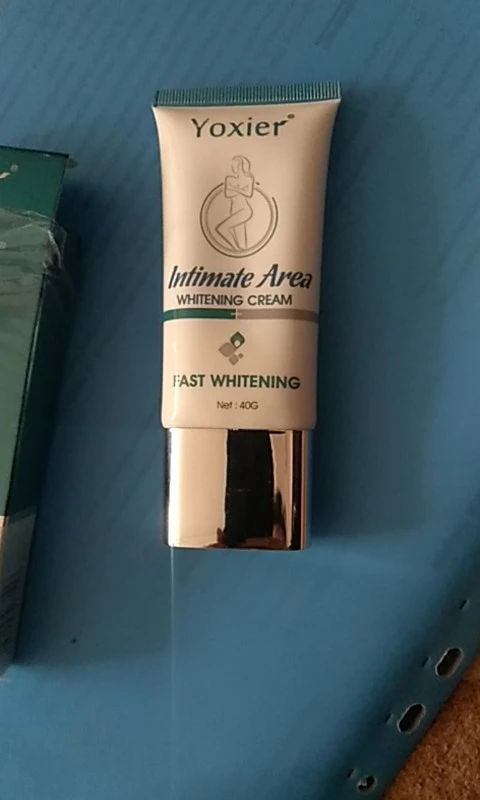 Yoxier®
Intimate Area
WHITENING CREAM
FAST WHITENING
Net : 40G